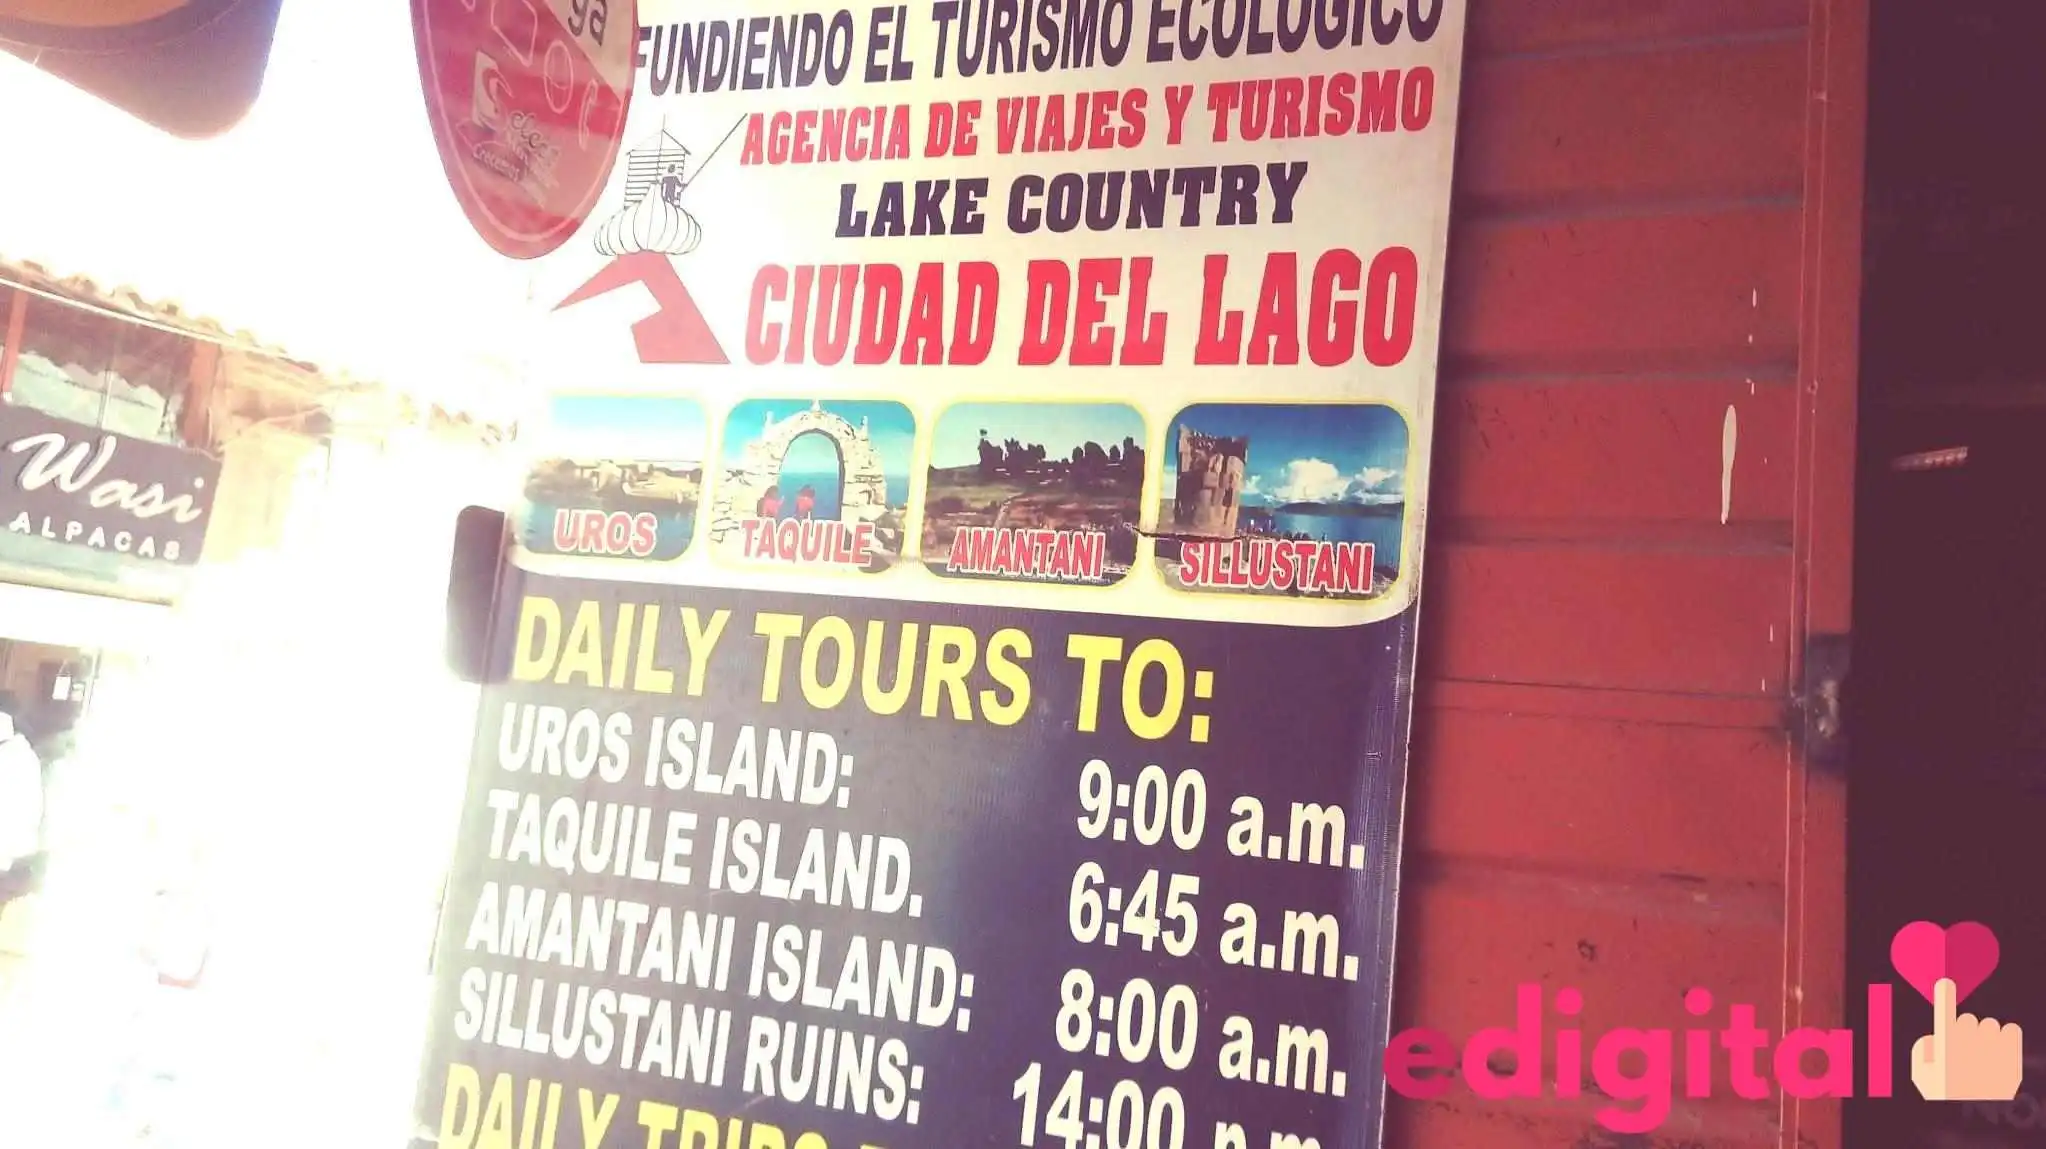 FUNDIENDO EL TURISMO ECOLOGICO
AGENCIA DE VIAJES Y TURISMO
LAKE COUNTRY
CIUDAD DEL LAGO
UROS
TAQUILE
AMANTANI
SILLUSTANI
DAILY TOURS TO:
UROS ISLAND: 9:00 a.m.
TAQUILE ISLAND. 6:45 a.m.
AMANTANI ISLAND: 8:00 a.m.
SILLUSTANI RUINS: 14:00 p.m.
DAILY TRIPS
Wasi
ALPACAS
edigital